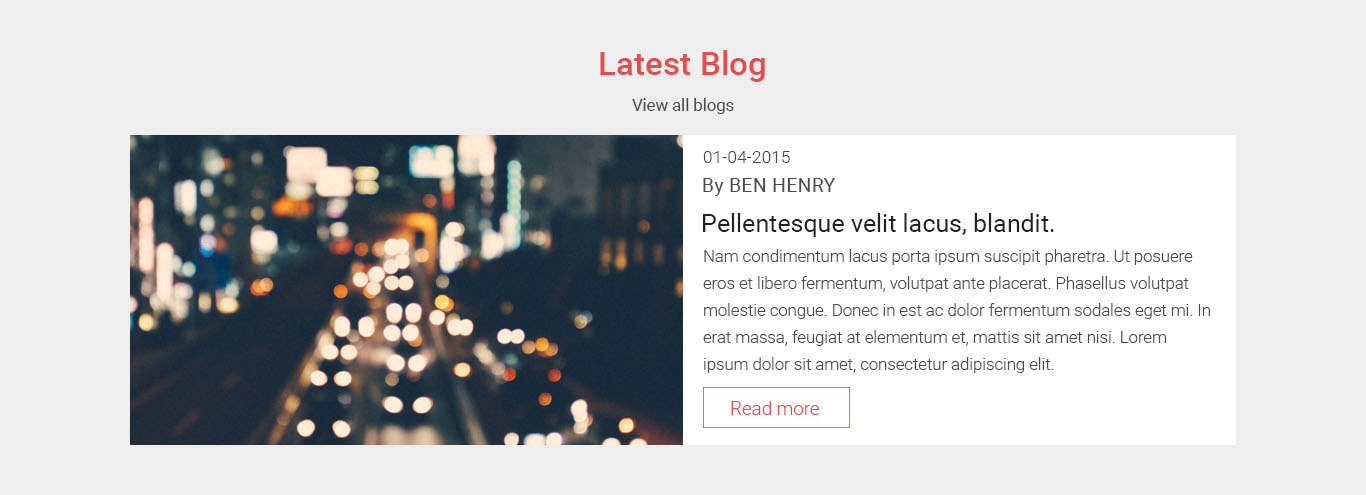 Latest Blog
View all blogs
01-04-2015
By BEN HENRY
Pellentesque velit lacus, blandit.
Nam condimentum lacus porta ipsum suscipit pharetra. Ut posuere
eros et libero fermentum, volutpat ante placerat. Phasellus volutpat
molestie congue. Donec in est ac dolor fermentum sodales eget mi. In
erat massa, feugiat at elementum et, mattis sit amet nisi. Lorem
ipsum dolor sit amet, consectetur adipiscing elit.
Read more